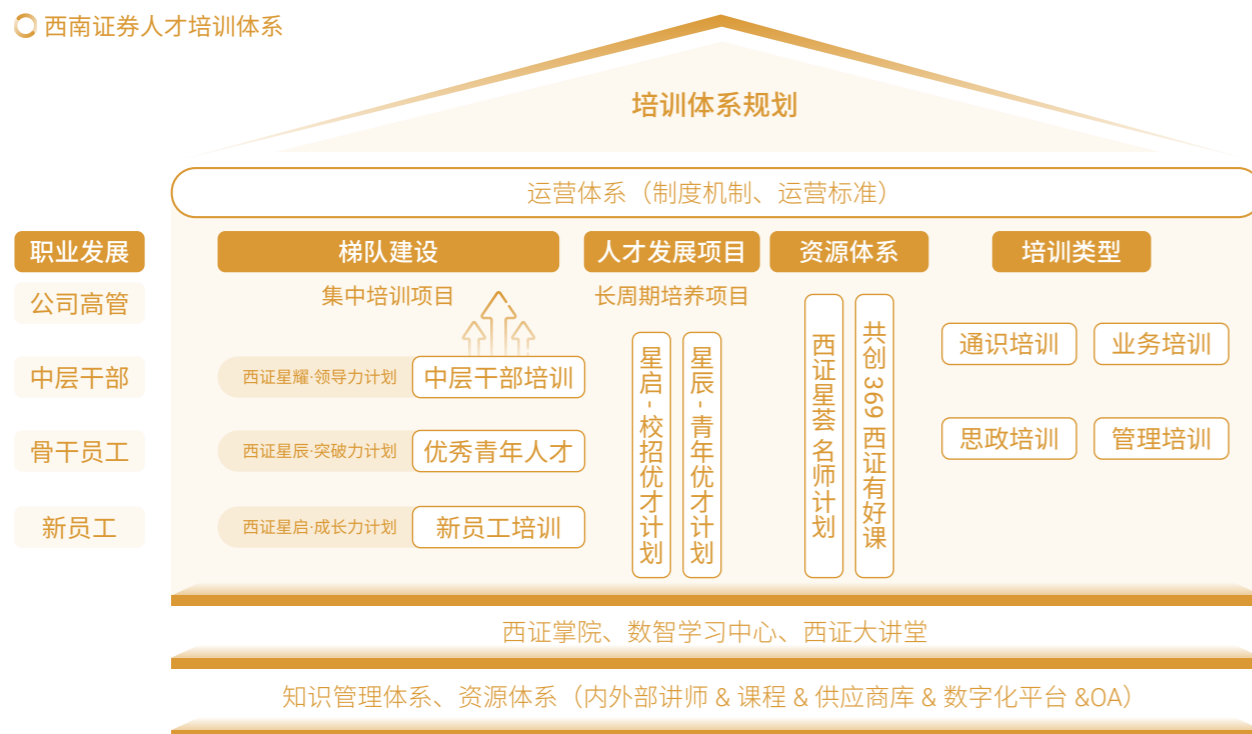 西南证券人才培训体系
培训体系规划
运营体系（制度机制、运营标准）
职业发展
公司高管
中层干部
骨干员工
新员工
梯队建设
集中培训项目
西证星耀·领导力计划
中层干部培训
西证星辰·突破力计划
优秀青年人才
西证星启·成长力计划
新员工培训
人才发展项目
长周期培养项目
星启-校招优才计划
星辰-青年优才计划
资源体系
西证星荟 名师计划
共创 369 西证有好课
培训类型
通识培训
业务培训
思政培训
管理培训
西证掌院、数智学习中心、西证大讲堂
知识管理体系、资源体系（内外部讲师 & 课程 & 供应商库 & 数字化平台 &OA）